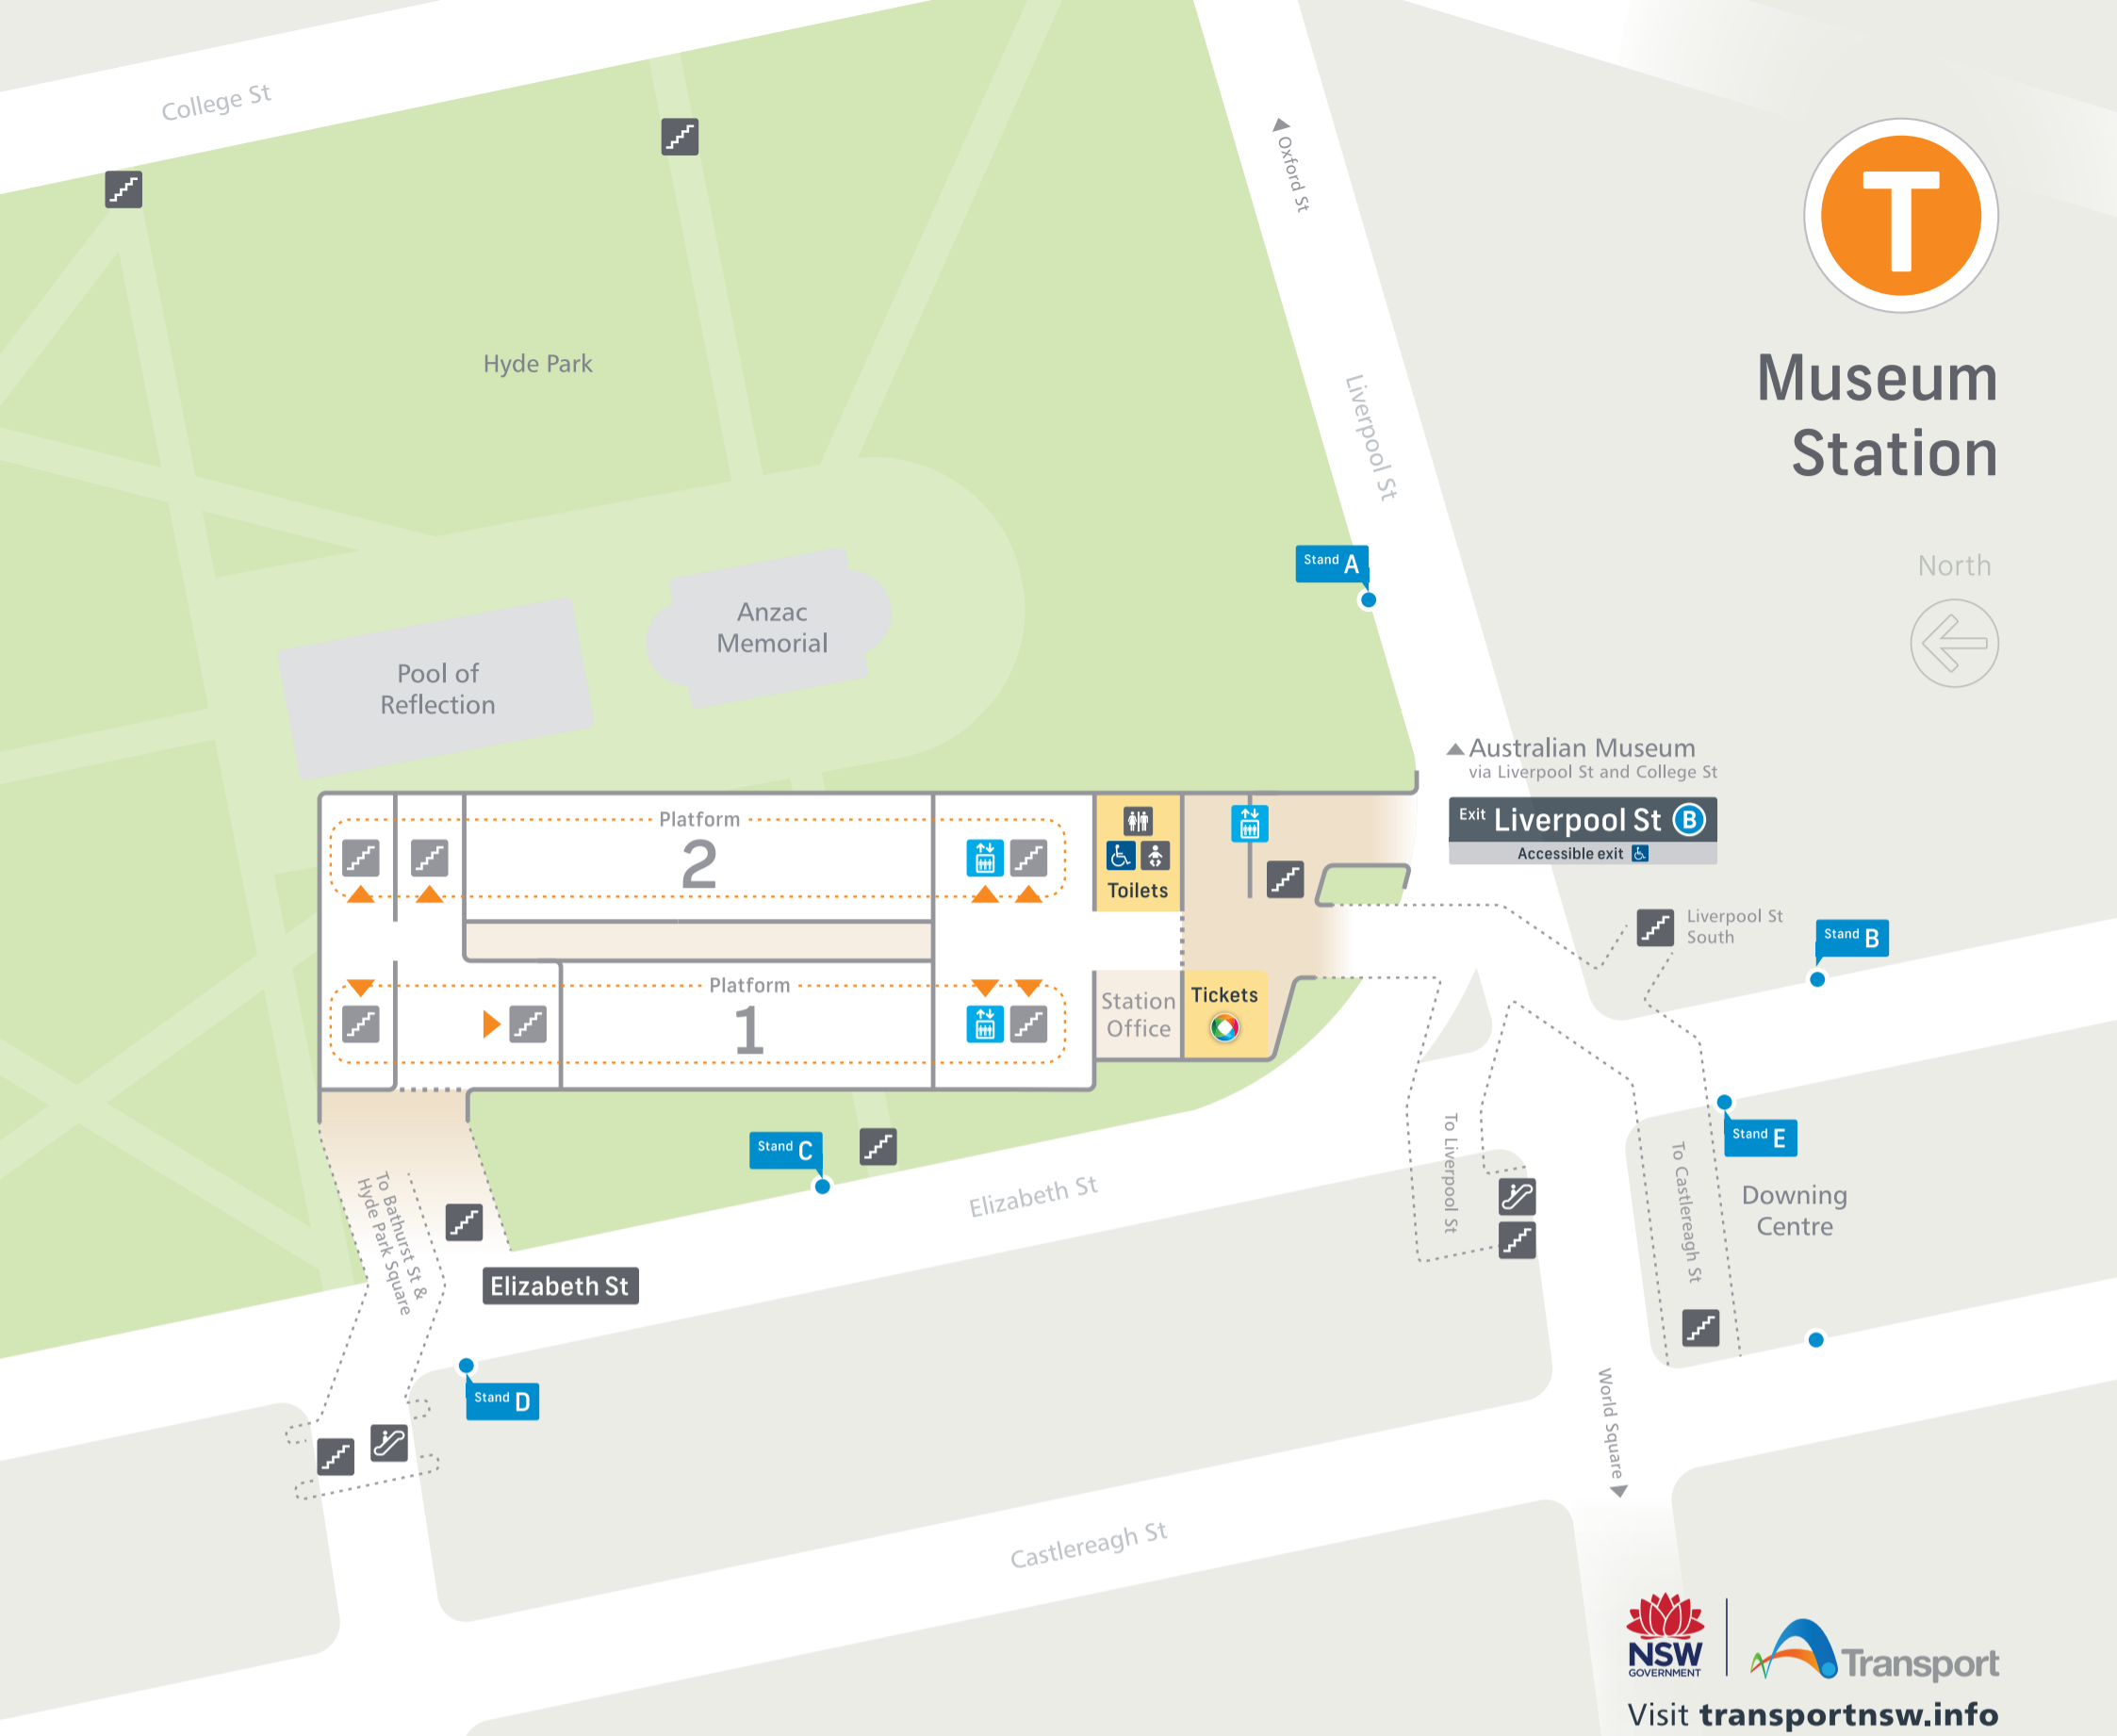 College St
Oxford St
T
Museum
Station
Hyde Park
Liverpool St
North
Stand A
Anzac
Memorial
Pool of
Reflection
Australian Museum
via Liverpool St and College St
Exit Liverpool St B
Accessible exit
Platform
2
Toilets
Liverpool St
South
Stand B
Platform
1
Station
Office
Tickets
To Liverpool St
To Castlereagh St
Stand E
Downing
Centre
Stand C
Elizabeth St
To Bathurst St &
Hyde Park Square
Elizabeth St
Stand D
World Square
Castlereagh St
NSW
GOVERNMENT
Transport
Visit transportnsw.info